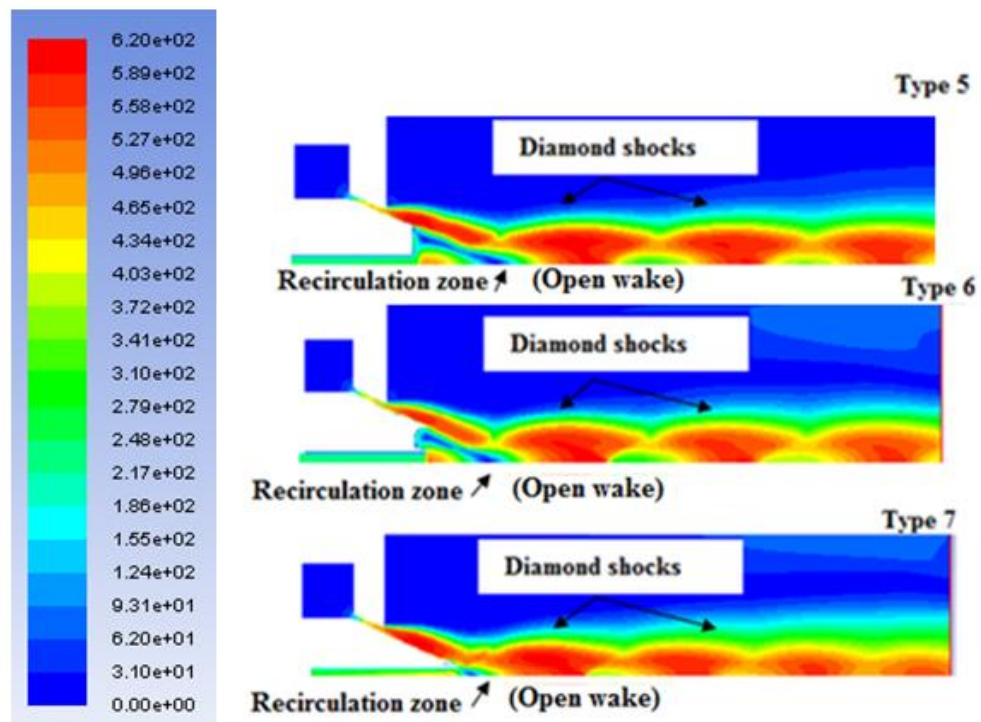 6.20e+02
5.89e+02
5.58e+02
5.27e+02
4.96e+02
4.65e+02
4.34e+02
4.03e+02
3.72e+02
3.41e+02
3.10e+02
2.79e+02
2.48e+02
2.17e+02
1.86e+02
1.55e+02
1.24e+02
9.31e+01
6.20e+01
3.10e+01
0.00e+00
Type 5
Diamond shocks
Recirculation zone (Open wake)
Type 6
Diamond shocks
Recirculation zone (Open wake)
Type 7
Diamond shocks
Recirculation zone (Open wake)